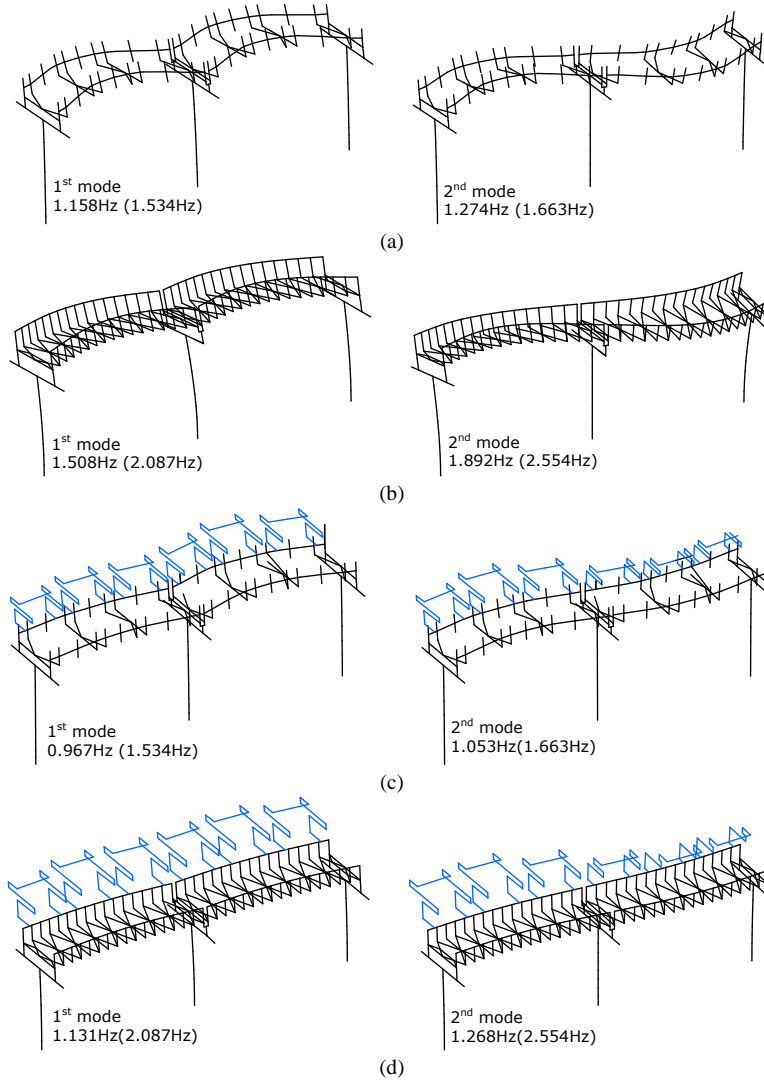 1st mode
1.158Hz (1.534Hz)
2nd mode
1.274Hz (1.663Hz)
(a)
1st mode
1.508Hz (2.087Hz)
2nd mode
1.892Hz (2.554Hz)
(b)
1st mode
0.967Hz (1.534Hz)
2nd mode
1.053Hz(1.663Hz)
(c)
1st mode
1.131Hz(2.087Hz)
2nd mode
1.268Hz(2.554Hz)
(d)